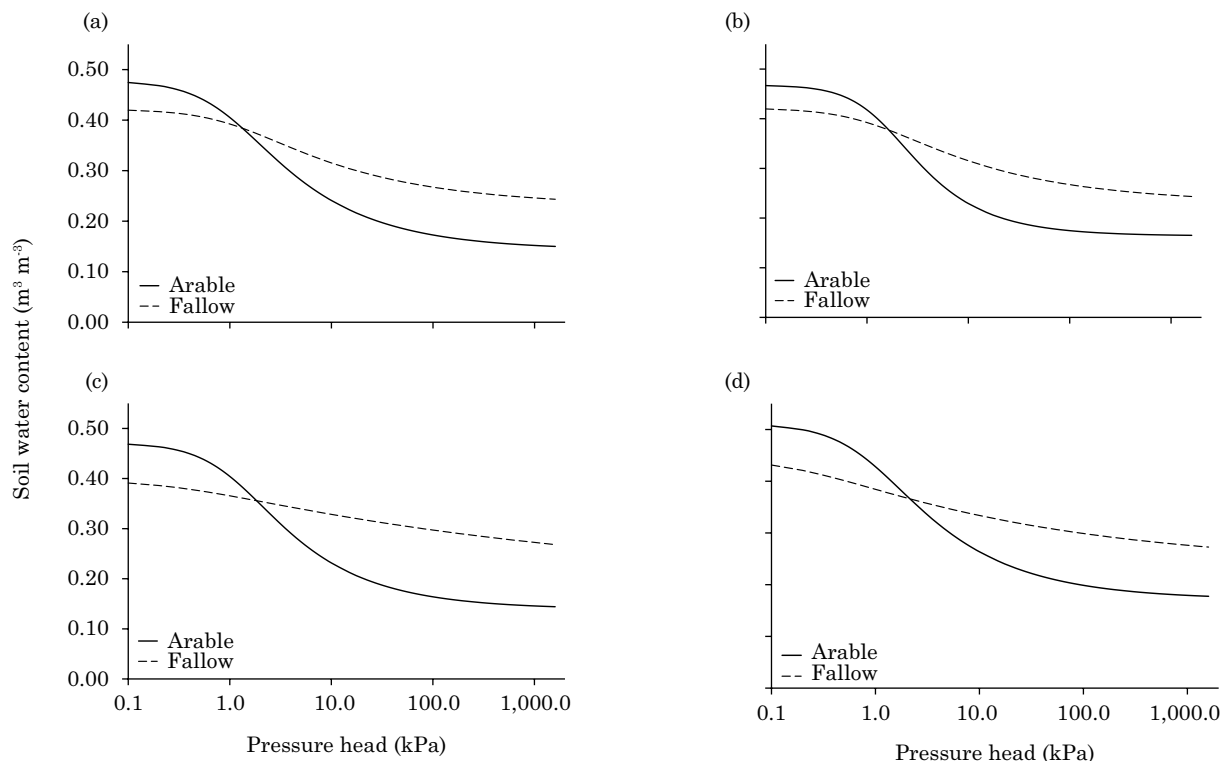 (a)
(b)
0.50
0.40
0.30
0.20
0.10
0.00
Arable
Fallow
Arable
Fallow
Soil water content (m³ m⁻³)
(c)
(d)
0.50
0.40
0.30
0.20
0.10
0.00
Arable
Fallow
Arable
Fallow
0.1 1.0 10.0 100.0 1,000.0
0.1 1.0 10.0 100.0 1,000.0
Pressure head (kPa)
Pressure head (kPa)